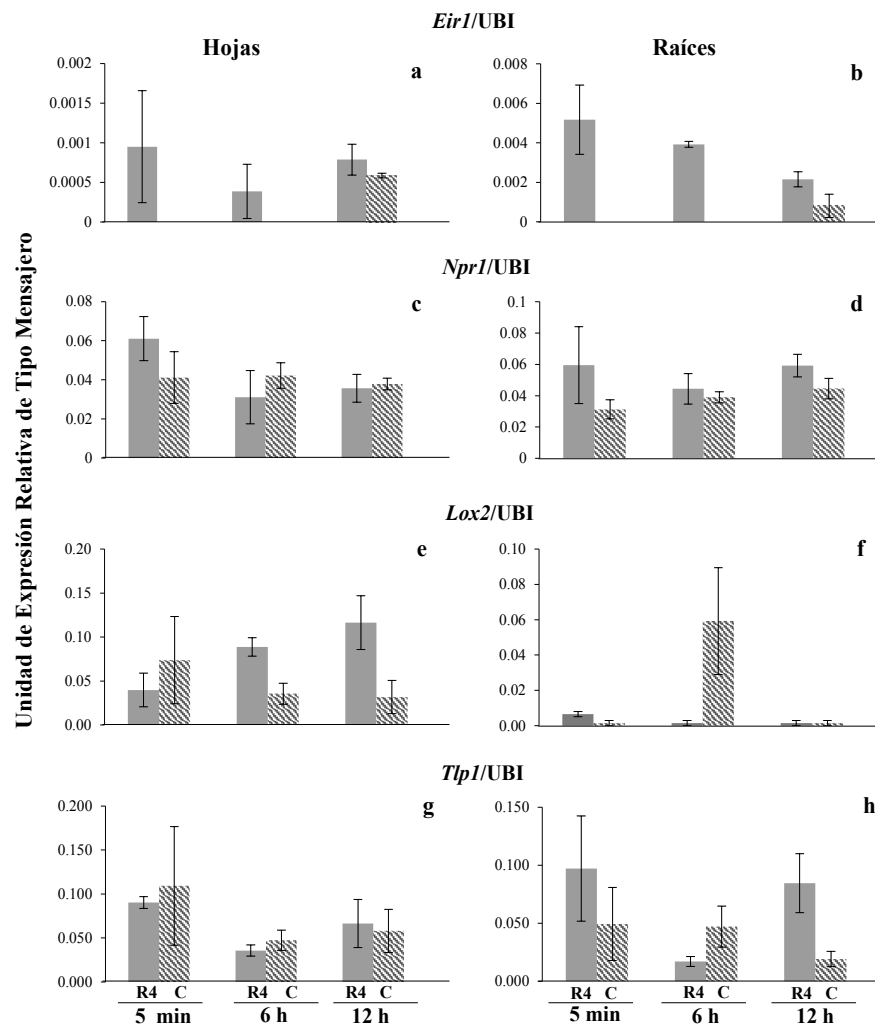 Eir1/UBI
Hojas
Raíces
a
0.002
0.0015
0.001
0.0005
0
b
0.008
0.006
0.004
0.002
0
Unidad de Expresión Relativa de Tipo Mensajero
Npr1/UBI
c
0.08
0.06
0.04
0.02
0
d
0.1
0.08
0.06
0.04
0.02
0
Lox2/UBI
e
0.20
0.15
0.10
0.05
0.00
f
0.10
0.08
0.06
0.04
0.02
0.00
Tlp1/UBI
g
0.200
0.150
0.100
0.050
0.000
h
0.150
0.100
0.050
0.000
R4 C R4 C R4 C
5 min 6 h 12 h
R4 C R4 C R4 C
5 min 6 h 12 h